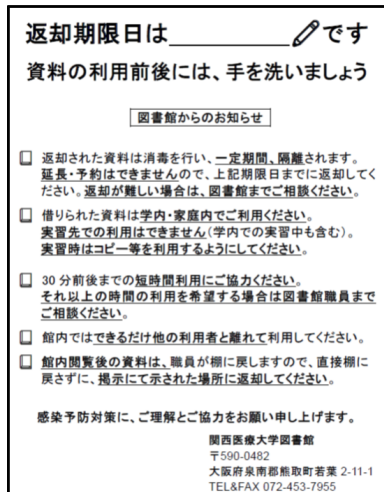 返却期限日は__________です
資料の利用前後には、手を洗いましょう
図書館からのお知らせ
返却された資料は消毒を行い、一定期間、隔離されます。
延長・予約はできませんので、上記期限日までに返却してく
ださい。返却が難しい場合は、図書館までご相談ください。
借りられた資料は学内・家庭内でご利用ください。
実習先での利用はできません(学内での実習中も含む)。
実習時はコピー等を利用するようにしてください。
30分前後までの短時間利用にご協力ください。
それ以上の時間の利用を希望する場合は図書館職員まで
ご相談ください。
館内ではできるだけ他の利用者と離れて利用してください。
館内閲覧後の資料は、職員が棚に戻しますので、直接棚に
戻さずに、掲示にて示された場所に返却してください。
感染予防対策に、ご理解とご協力をお願い申し上げます。
関西医療大学図書館
〒590-0482
大阪府泉南郡熊取町若葉 2-11-1
TEL&FAX 072-453-7955